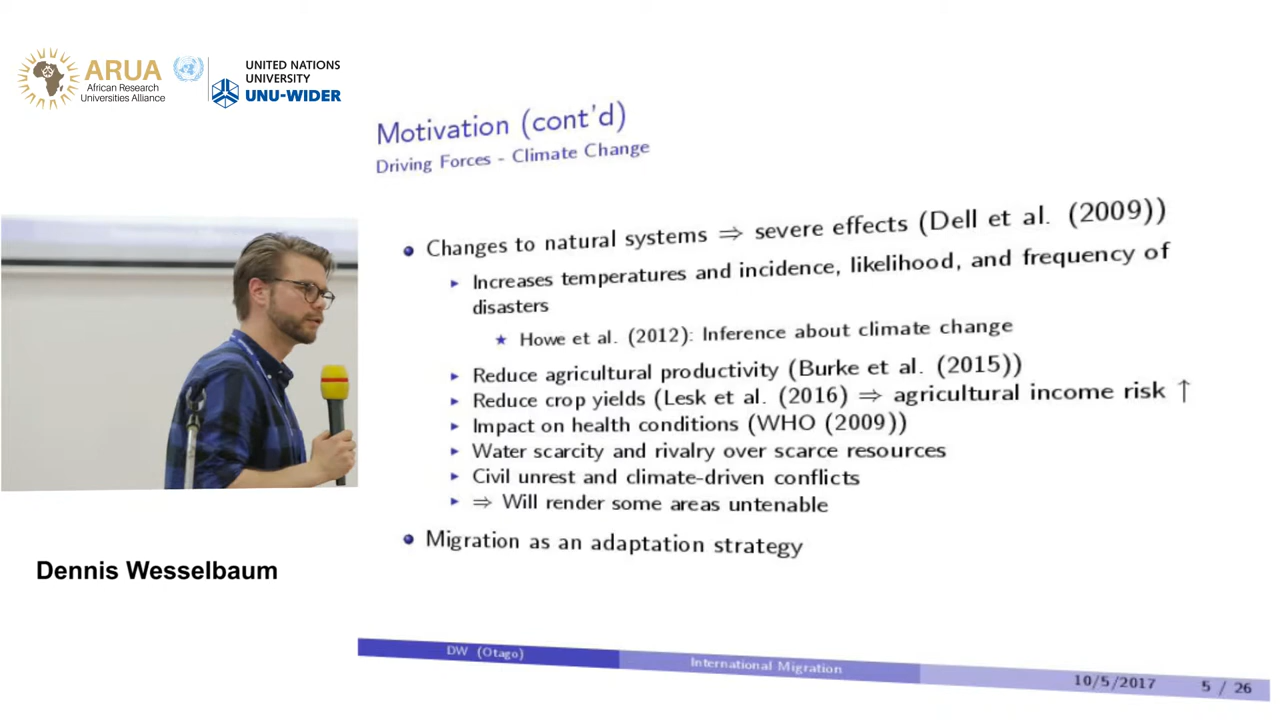 ARUA
African Research
Universities Alliance
UNITED NATIONS
UNIVERSITY
UNU-WIDER
Motivation (cont'd)
Driving Forces - Climate Change
Changes to natural systems ⇒ severe effects (Dell et al. (2009))
Increases temperatures and incidence, likelihood, and frequency of
disasters
Howe et al. (2012): Inference about climate change
Reduce agricultural productivity (Burke et al. (2015))
Reduce crop yields (Lesk et al. (2016) ⇒ agricultural income risk ↑
Impact on health conditions (WHO (2009))
Water scarcity and rivalry over scarce resources
Civil unrest and climate-driven conflicts
⇒ Will render some areas untenable
Migration as an adaptation strategy
Dennis Wesselbaum
DW (Otago)
International Migration
10/5/2017
5 / 26